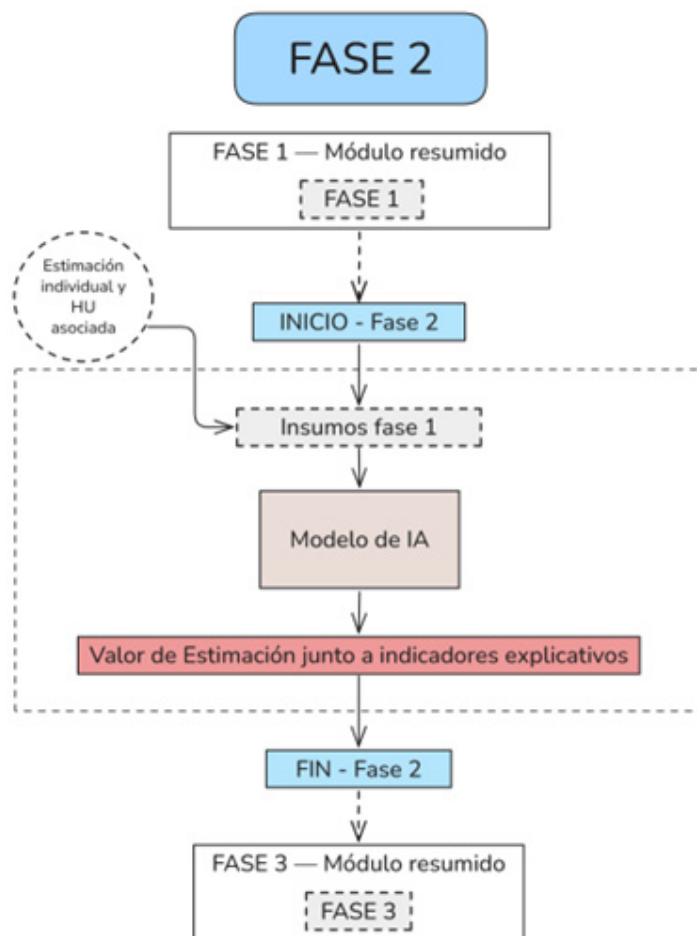 FASE 2
FASE 1 — Módulo resumido
FASE 1
Estimación
individual y
HU
asociada
INICIO - Fase 2
Insumos fase 1
Modelo de IA
Valor de Estimación junto a indicadores explicativos
FIN - Fase 2
FASE 3 — Módulo resumido
FASE 3